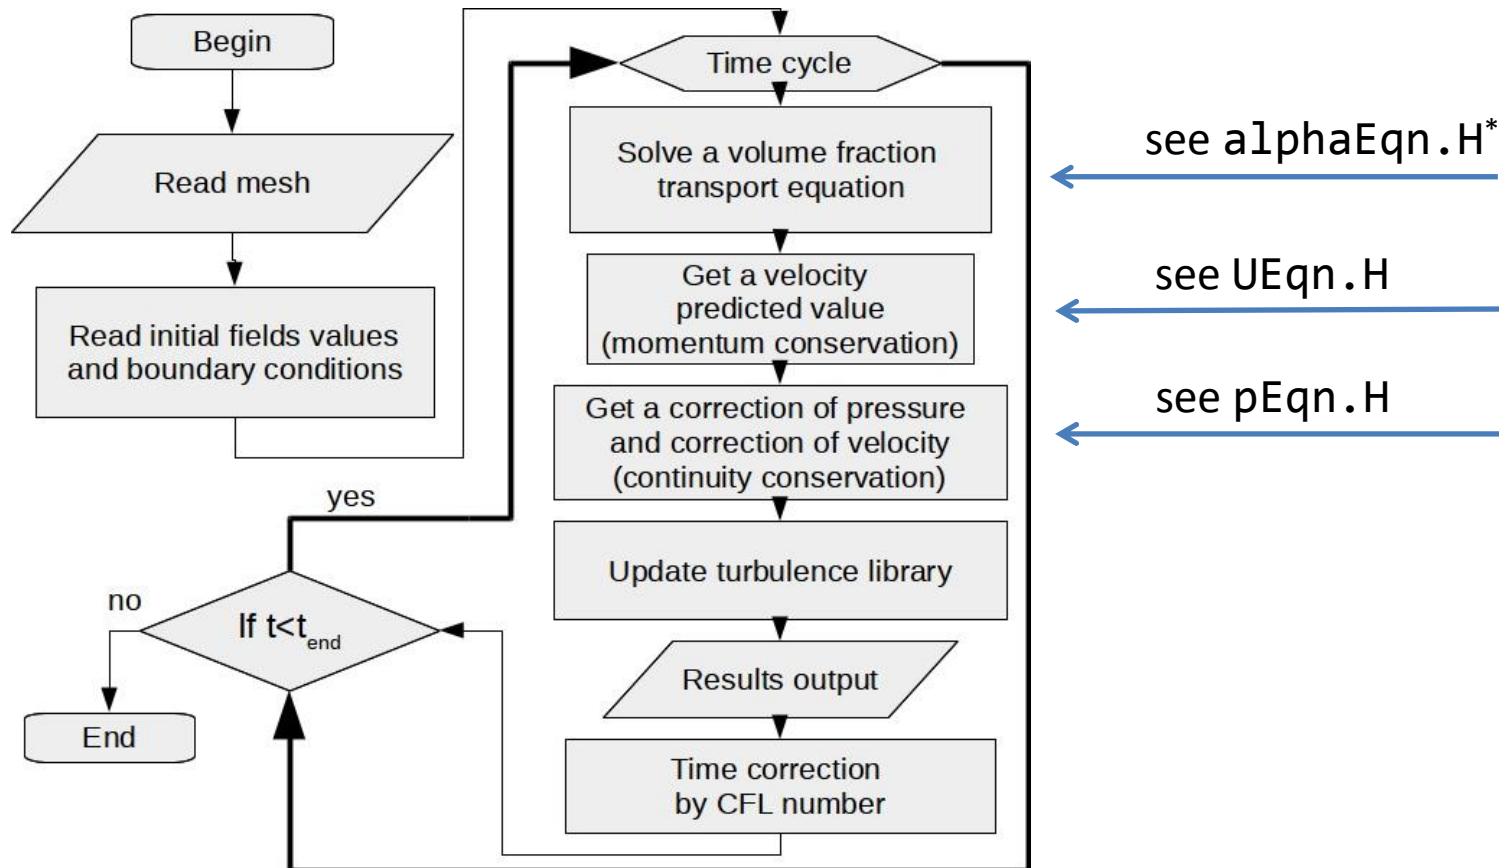 Begin
Read mesh
Read initial fields values
and boundary conditions
Time cycle
Solve a volume fraction
transport equation
Get a velocity
predicted value
(momentum conservation)
Get a correction of pressure
and correction of velocity
(continuity conservation)
Update turbulence library
Results output
Time correction
by CFL number
yes
no
If t<t_end
End
see alphaEqn.H*
see UEqn.H
see pEqn.H